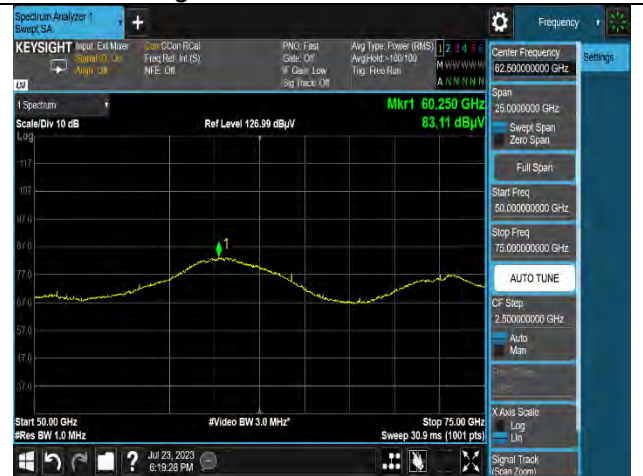 Spectrum Analyzer 1
Swept SA
+
Frequency
KEYSIGHT Input: Ext Mixer
Signal ID: On
Align: Off
Corr CCorr RCal
Freq Ref: Int (S)
NFE: Off
PNO: Fast
Gate: Off
IF Gain: Low
Sig Track: Off
Avg Type: Power (RMS)
Avg|Hold:>100/100
Trig: Free Run
1 2 3 4 5 6
M W W W W W
A N N N N N
1 Spectrum
Scale/Div 10 dB
Log
Ref Level 126.99 dBµV
Mkr1 60.250 GHz
83.11 dBµV
117
107
97.0
87.0
77.0
67.0
57.0
47.0
37.0
1
Start 50.00 GHz
#Res BW 1.0 MHz
#Video BW 3.0 MHz*
Stop 75.00 GHz
Sweep 30.9 ms (1001 pts)
Center Frequency
62.500000000 GHz
Settings
Span
25.0000000 GHz
Swept Span
Zero Span
Full Span
Start Freq
50.000000000 GHz
Stop Freq
75.000000000 GHz
AUTO TUNE
CF Step
2.500000000 GHz
Auto
Man
X Axis Scale
Log
Lin
Signal Track
(Span Zoom)
?
Jul 23, 2023
6:19:28 PM